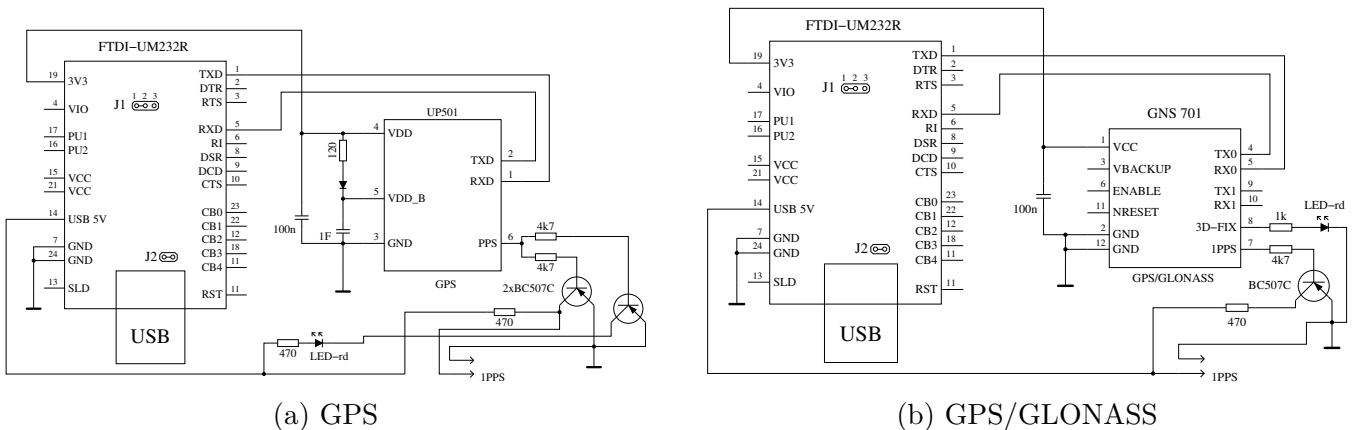 FTDI−UM232R
19 3V3
TXD 1
DTR 2
RTS 3
J1 1 2 3
4 VIO
RXD 5
RI 6
DSR 8
DCD 9
CTS 10
17 PU1
16 PU2
15 VCC
21 VCC
14 USB 5V
CB0 23
CB1 22
CB2 12
CB3 18
CB4 11
7 GND
24 GND
J2
13 SLD
RST 11
USB
UP501
4 VDD
TXD 2
RXD 1
5 VDD_B
3 GND
PPS 6
GPS
120
100n
1F
4k7
4k7
2xBC507C
470
470
LED−rd
1PPS
(a) GPS
FTDI−UM232R
19 3V3
TXD 1
DTR 2
RTS 3
J1 1 2 3
4 VIO
RXD 5
RI 6
DSR 8
DCD 9
CTS 10
17 PU1
16 PU2
15 VCC
21 VCC
14 USB 5V
CB0 23
CB1 22
CB2 12
CB3 18
CB4 11
7 GND
24 GND
J2
13 SLD
RST 11
USB
GNS 701
1 VCC
TX0 4
RX0 5
3 VBACKUP
6 ENABLE
TX1 9
RX1 10
11 NRESET
2 GND
12 GND
3D−FIX 8
1PPS 7
GPS/GLONASS
100n
1k
LED−rd
4k7
BC507C
470
1PPS
(b) GPS/GLONASS